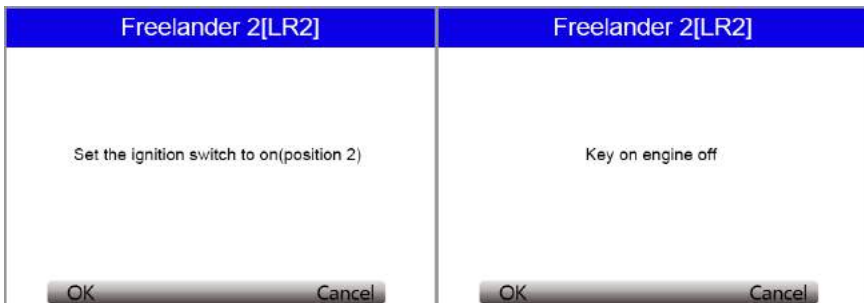 Freelander 2[LR2]
Set the ignition switch to on(position 2)
OK Cancel
Freelander 2[LR2]
Key on engine off
OK Cancel